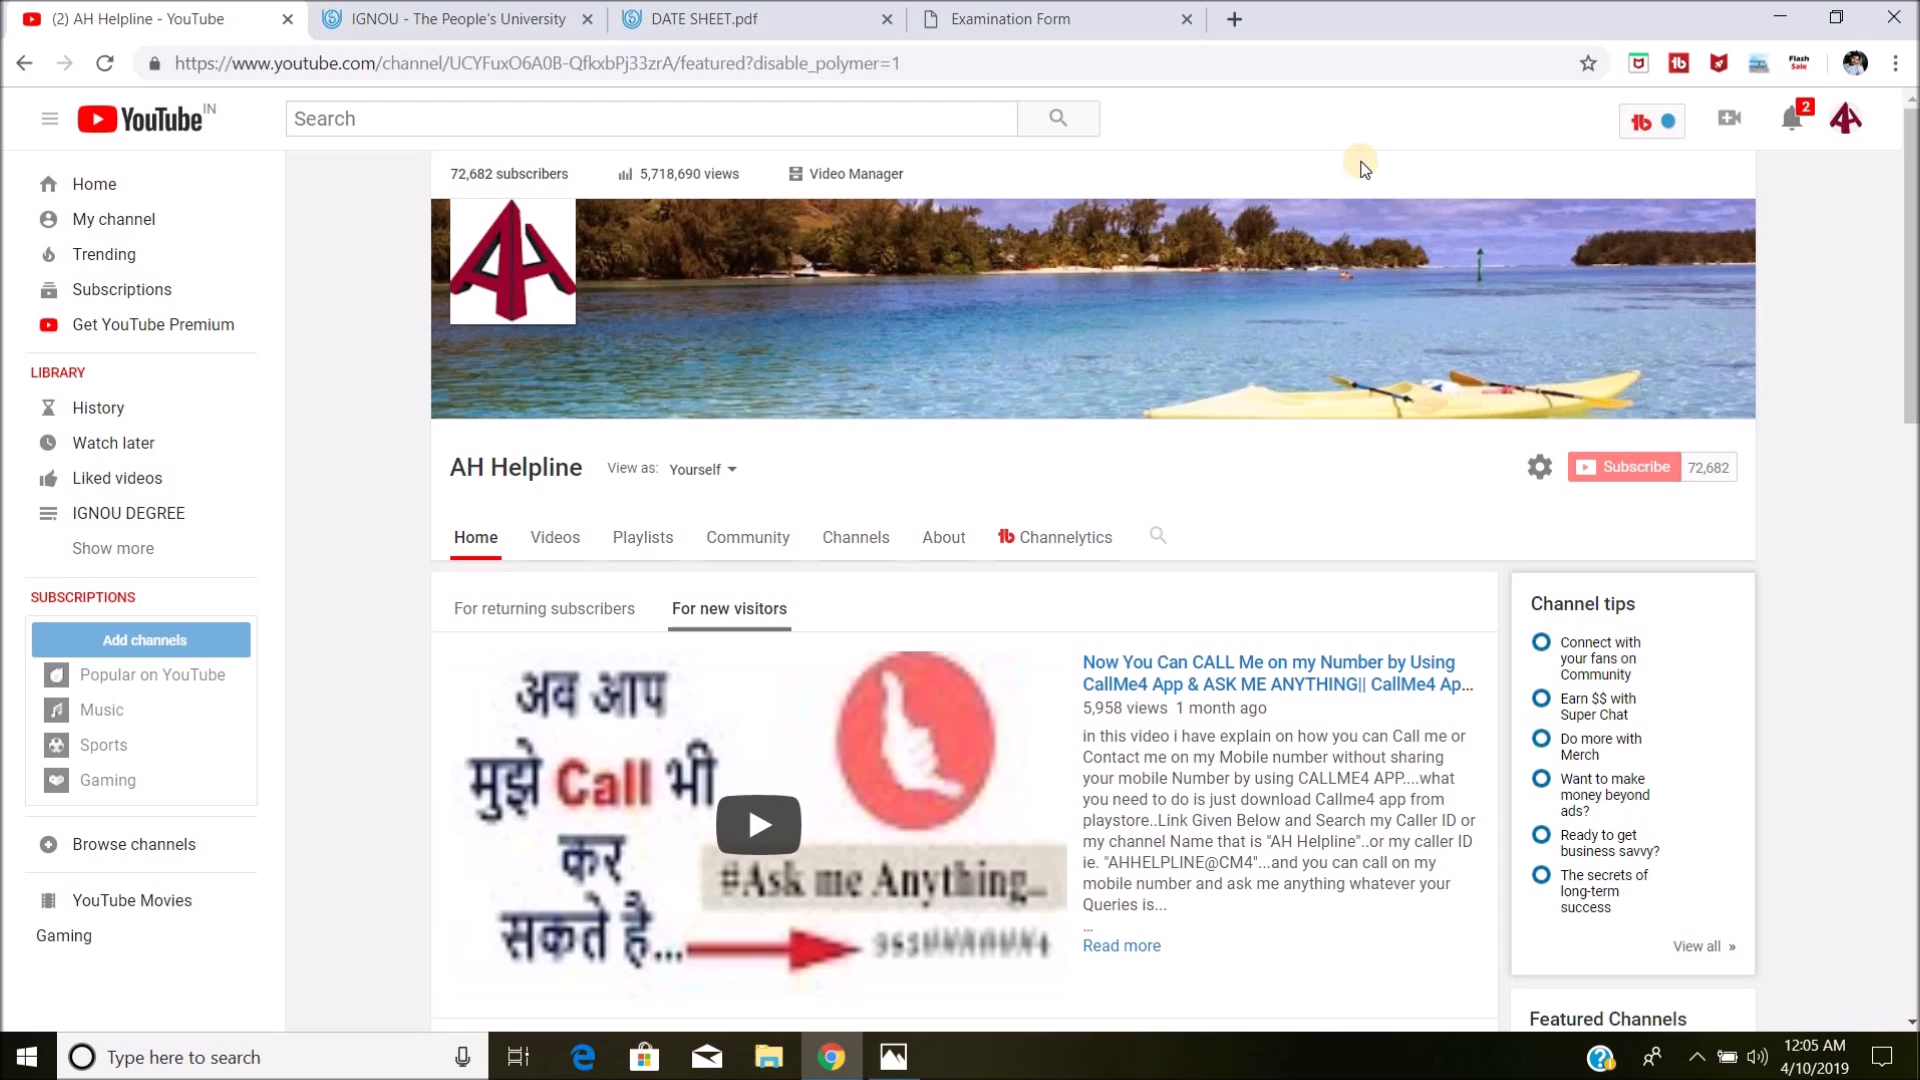 (2) AH Helpline - YouTube
IGNOU - The People's University
DATE SHEET.pdf
Examination Form
https://www.youtube.com/channel/UCYFuxO6A0B-QfkxbPj33zrA/featured?disable_polymer=1
Flash
Sale
YouTube IN
Search
2
72,682 subscribers
5,718,690 views
Video Manager
Home
My channel
Trending
Subscriptions
Get YouTube Premium
LIBRARY
History
Watch later
Liked videos
IGNOU DEGREE
Show more
SUBSCRIPTIONS
Add channels
Popular on YouTube
Music
Sports
Gaming
Browse channels
YouTube Movies
Gaming
AH Helpline
View as: Yourself
Subscribe 72,682
Home Videos Playlists Community Channels About Channelytics
For returning subscribers
For new visitors
अब आप
मुझे Call भी
कर
सकते है...
#Ask me Anything..
Now You Can CALL Me on my Number by Using
CallMe4 App & ASK ME ANYTHING|| CallMe4 Ap...
5,958 views 1 month ago
in this video i have explain on how you can Call me or
Contact me on my Mobile number without sharing
your mobile Number by using CALLME4 APP....what
you need to do is just download Callme4 app from
playstore..Link Given Below and Search my Caller ID or
my channel Name that is "AH Helpline"..or my caller ID
ie. "AHHELPLINE@CM4"...and you can call on my
mobile number and ask me anything whatever your
Queries is...
...
Read more
Channel tips
Connect with
your fans on
Community
Earn $$ with
Super Chat
Do more with
Merch
Want to make
money beyond
ads?
Ready to get
business savvy?
The secrets of
long-term
success
View all »
Featured Channels
Type here to search
12:05 AM
4/10/2019